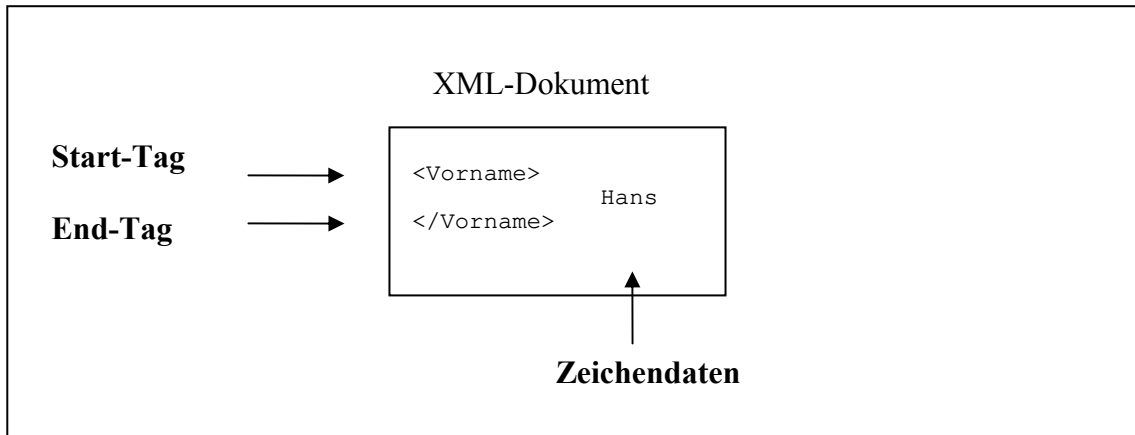 XML-Dokument
Start-Tag
<Vorname>
Hans
End-Tag
</Vorname>
Zeichendaten